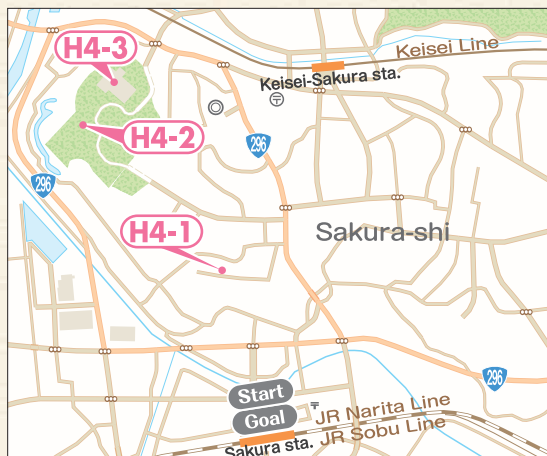 H4-3
Keisei Line
Keisei-Sakura sta.
〒
H4-2
296
296
H4-1
Sakura-shi
296
Start
Goal
〒
JR Narita Line
JR Sobu Line
Sakura sta.